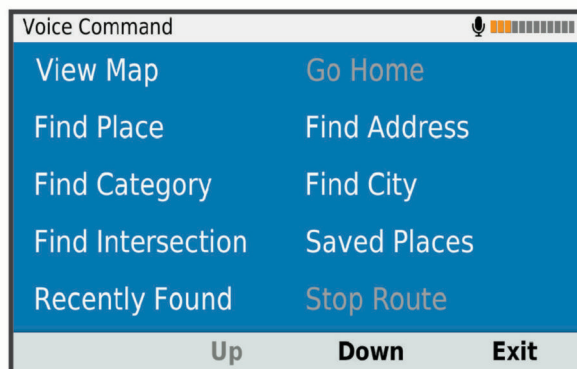 Voice Command
View Map Go Home
Find Place Find Address
Find Category Find City
Find Intersection Saved Places
Recently Found Stop Route
Up Down Exit